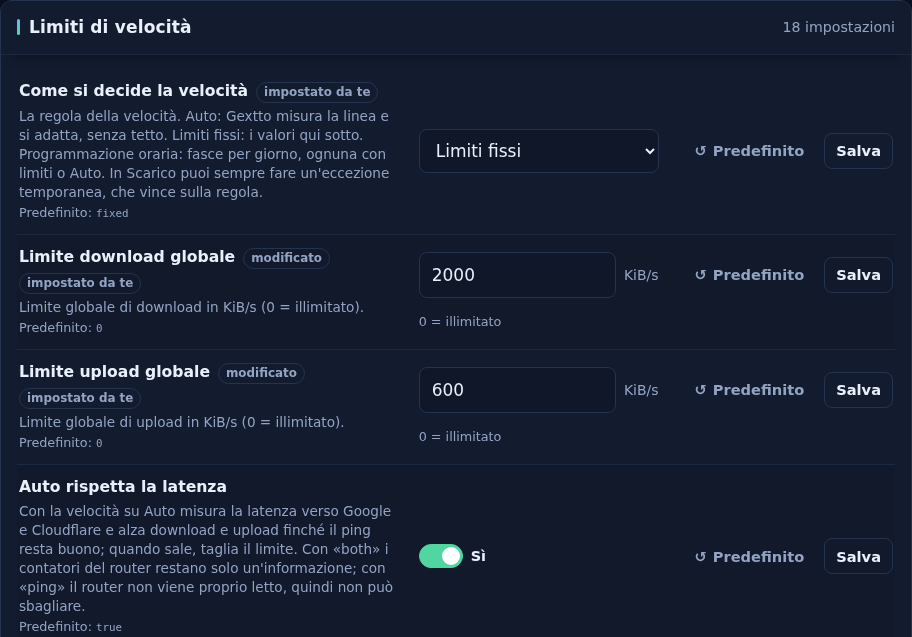 Limiti di velocità
18 impostazioni
Come si decide la velocità impostato da te
La regola della velocità. Auto: Gextto misura la linea e
si adatta, senza tetto. Limiti fissi: i valori qui sotto.
Programmazione oraria: fasce per giorno, ognuna con
limiti o Auto. In Scarico puoi sempre fare un'eccezione
temporanea, che vince sulla regola.
Predefinito: fixed
Limiti fissi
↺ Predefinito
Salva
Limite download globale modificato
impostato da te
Limite globale di download in KiB/s (0 = illimitato).
Predefinito: 0
2000 KiB/s
0 = illimitato
↺ Predefinito
Salva
Limite upload globale modificato
impostato da te
Limite globale di upload in KiB/s (0 = illimitato).
Predefinito: 0
600 KiB/s
0 = illimitato
↺ Predefinito
Salva
Auto rispetta la latenza
Con la velocità su Auto misura la latenza verso Google
e Cloudflare e alza download e upload finché il ping
resta buono; quando sale, taglia il limite. Con «both» i
contatori del router restano solo un'informazione; con
«ping» il router non viene proprio letto, quindi non può
sbagliare.
Predefinito: true
Sì
↺ Predefinito
Salva